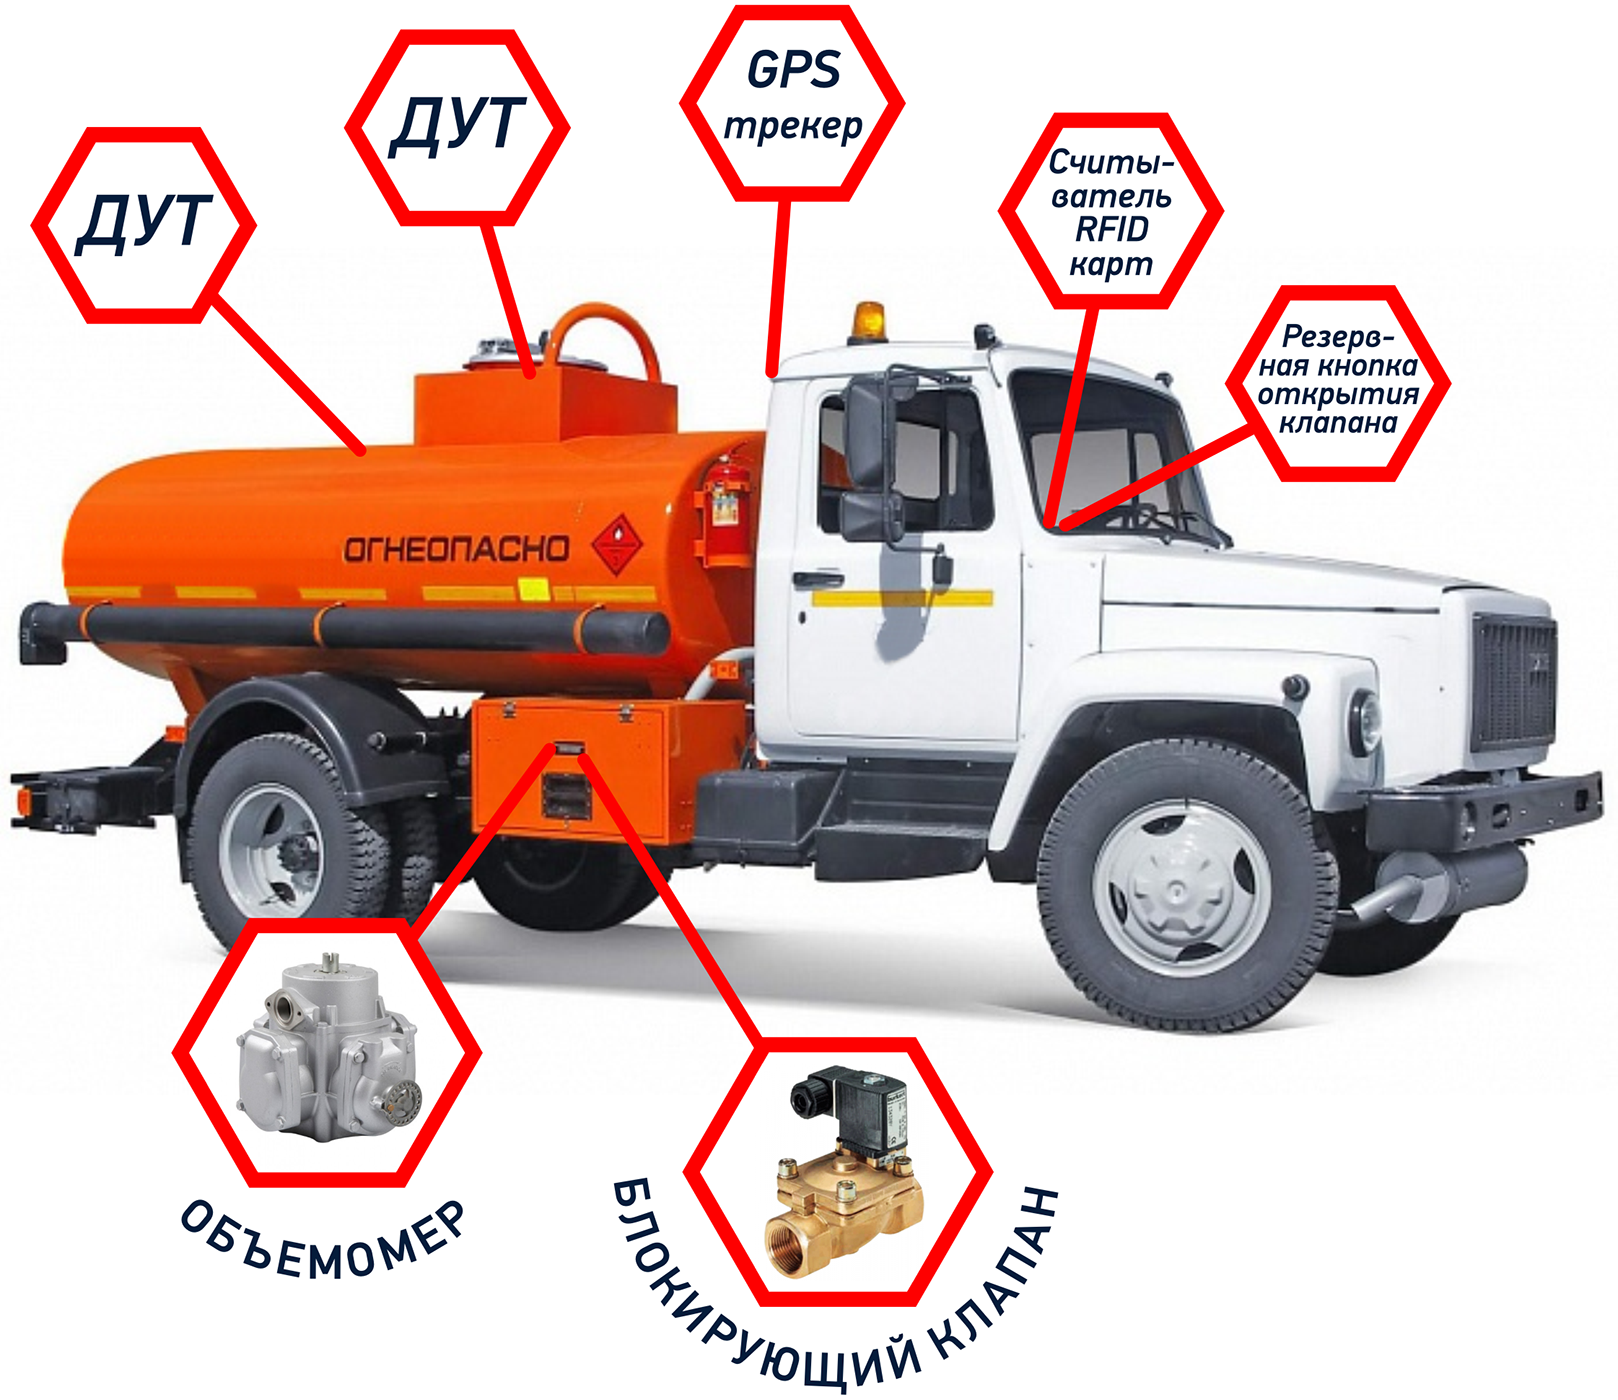 ДУТ
ДУТ
GPS
трекер
Считы-
ватель
RFID
карт
Резерв-
ная кнопка
открытия
клапана
ОГНЕОПАСНО
ОБЪЕМОМЕР
БЛОКИРУЮЩИЙ КЛАПАН